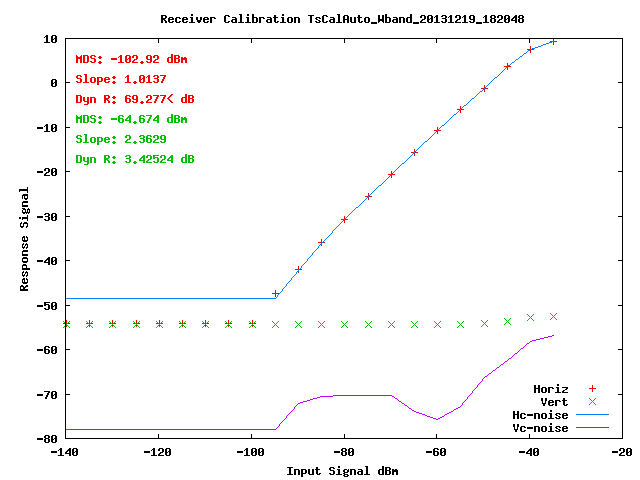 Receiver Calibration TsCalAuto_Wband_20131219_182048
10
0
-10
-20
-30
-40
-50
-60
-70
-80
MDS: -102.92 dBm
Slope: 1.0137
Dyn R: 69.277< dB
MDS: -64.674 dBm
Slope: 2.3629
Dyn R: 3.42524 dB
Response Signal
Horiz
Vert
Hc-noise
Vc-noise
-140
-120
-100
-80
-60
-40
-20
Input Signal dBm